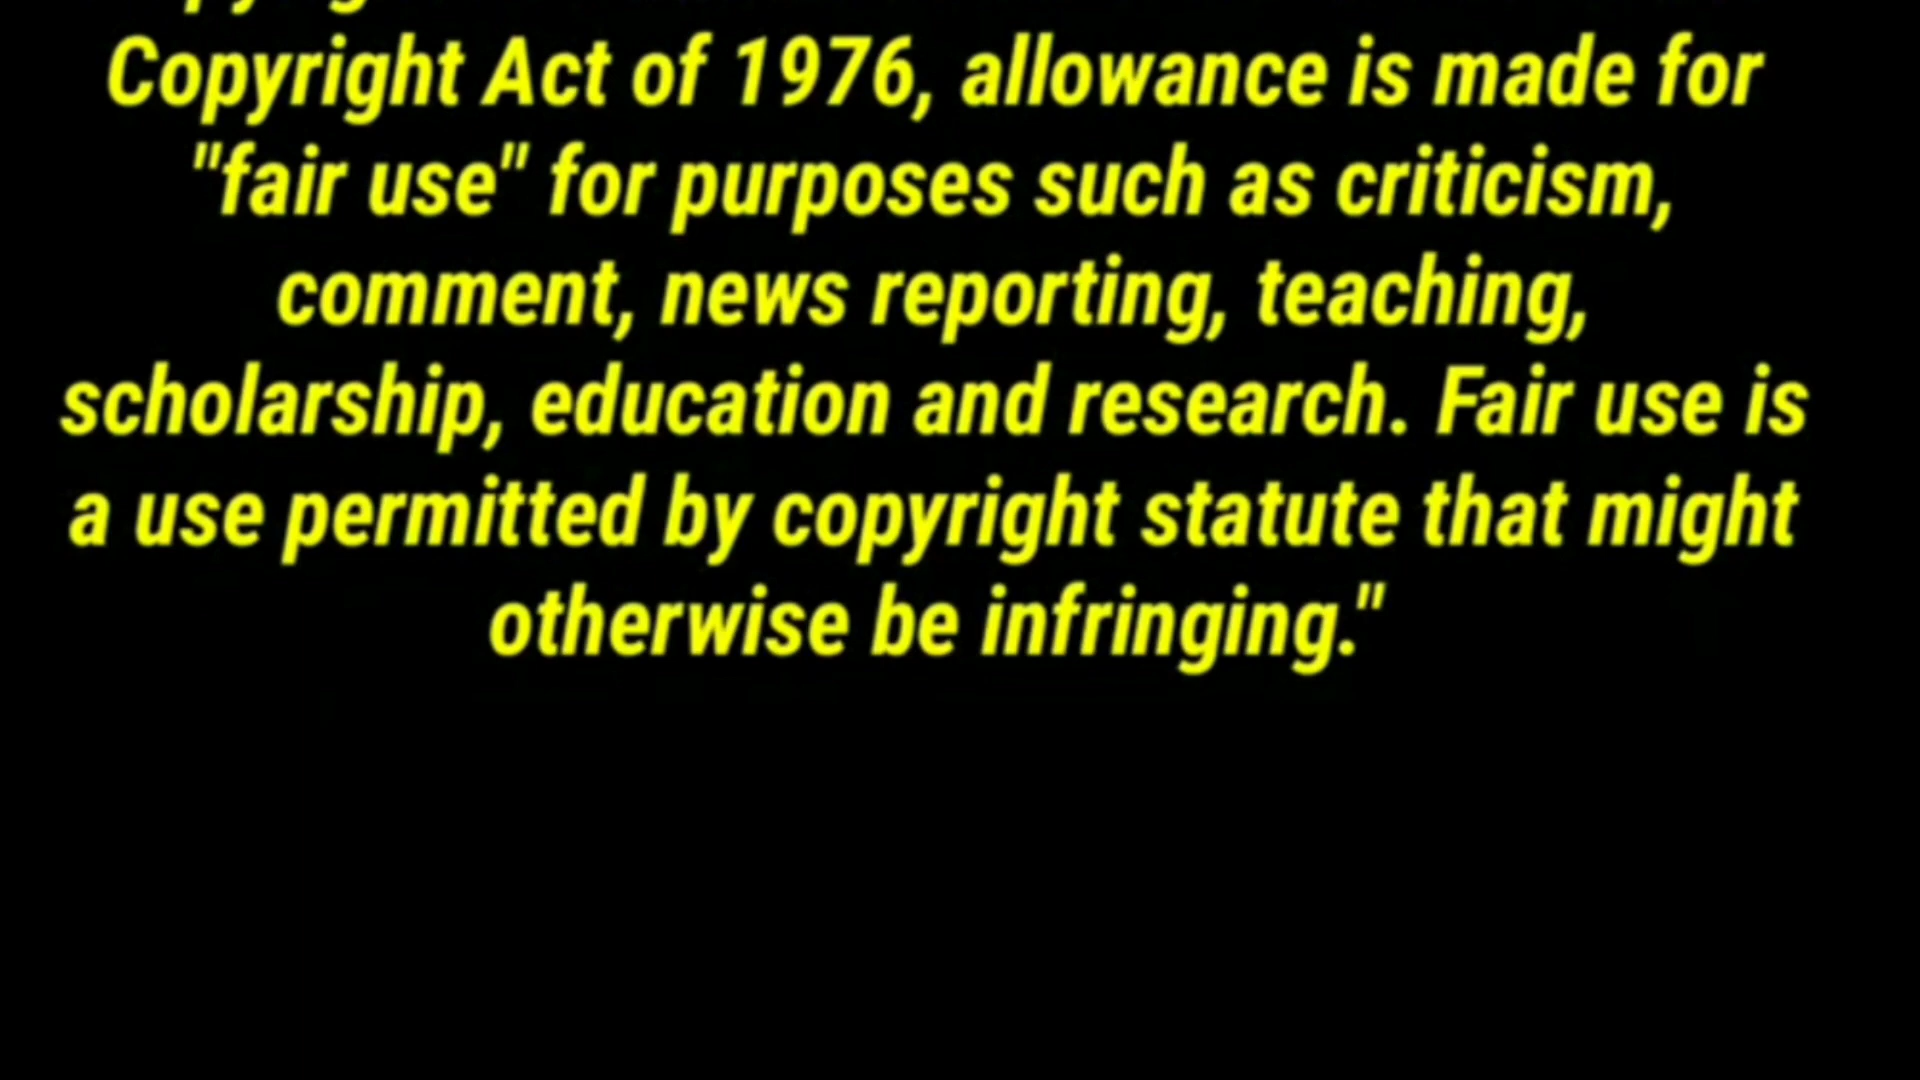 Copyright Act of 1976, allowance is made for
"fair use" for purposes such as criticism,
comment, news reporting, teaching,
scholarship, education and research. Fair use is
a use permitted by copyright statute that might
otherwise be infringing."